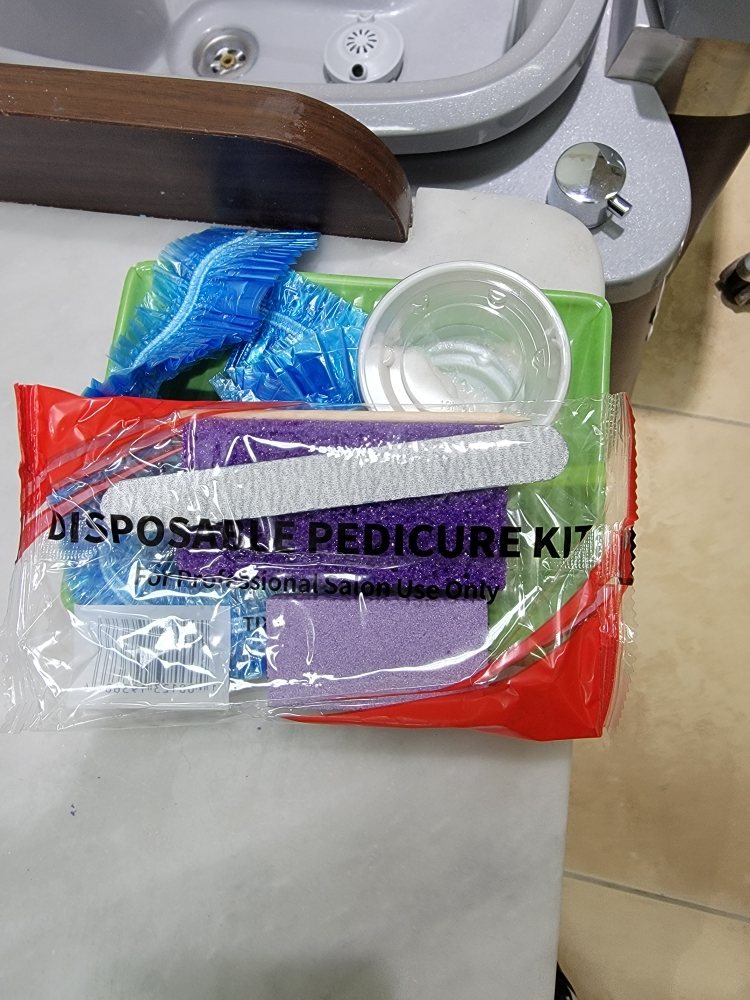 DISPOSABLE PEDICURE KIT
For Professional Salon Use Only